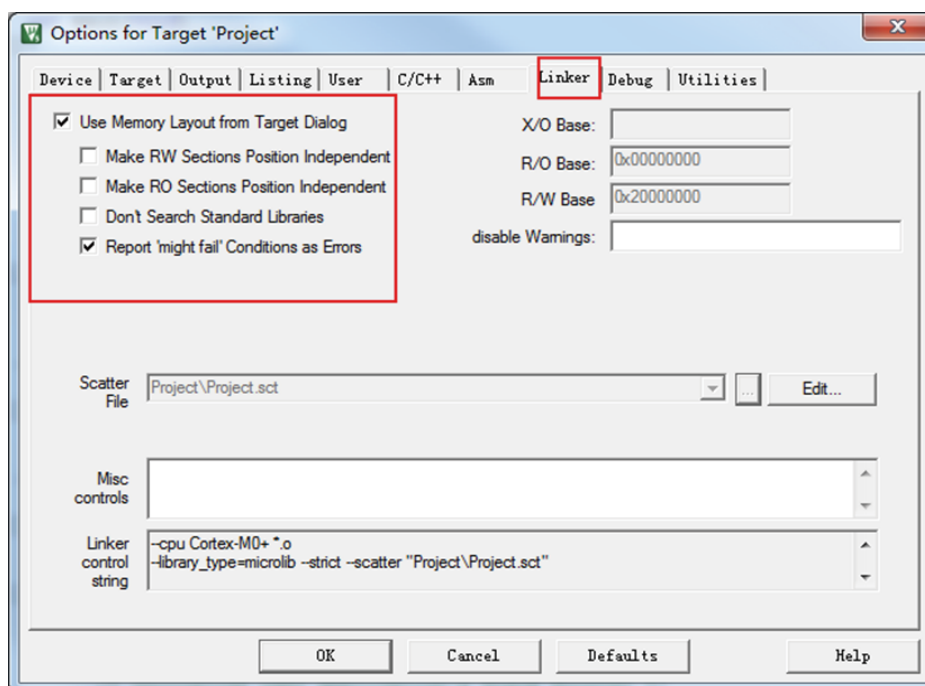 Options for Target 'Project'
Device Target Output Listing User C/C++ Asm Linker Debug Utilities
Use Memory Layout from Target Dialog
Make RW Sections Position Independent
Make RO Sections Position Independent
Don't Search Standard Libraries
Report 'might fail' Conditions as Errors
X/O Base:
R/O Base: 0x00000000
R/W Base 0x20000000
disable Warnings:
Scatter
File
Project\Project.sct
...
Edit...
Misc
controls
Linker
control
string
--cpu Cortex-M0+ *.o
--library_type=microlib --strict --scatter "Project\Project.sct"
OK Cancel Defaults Help